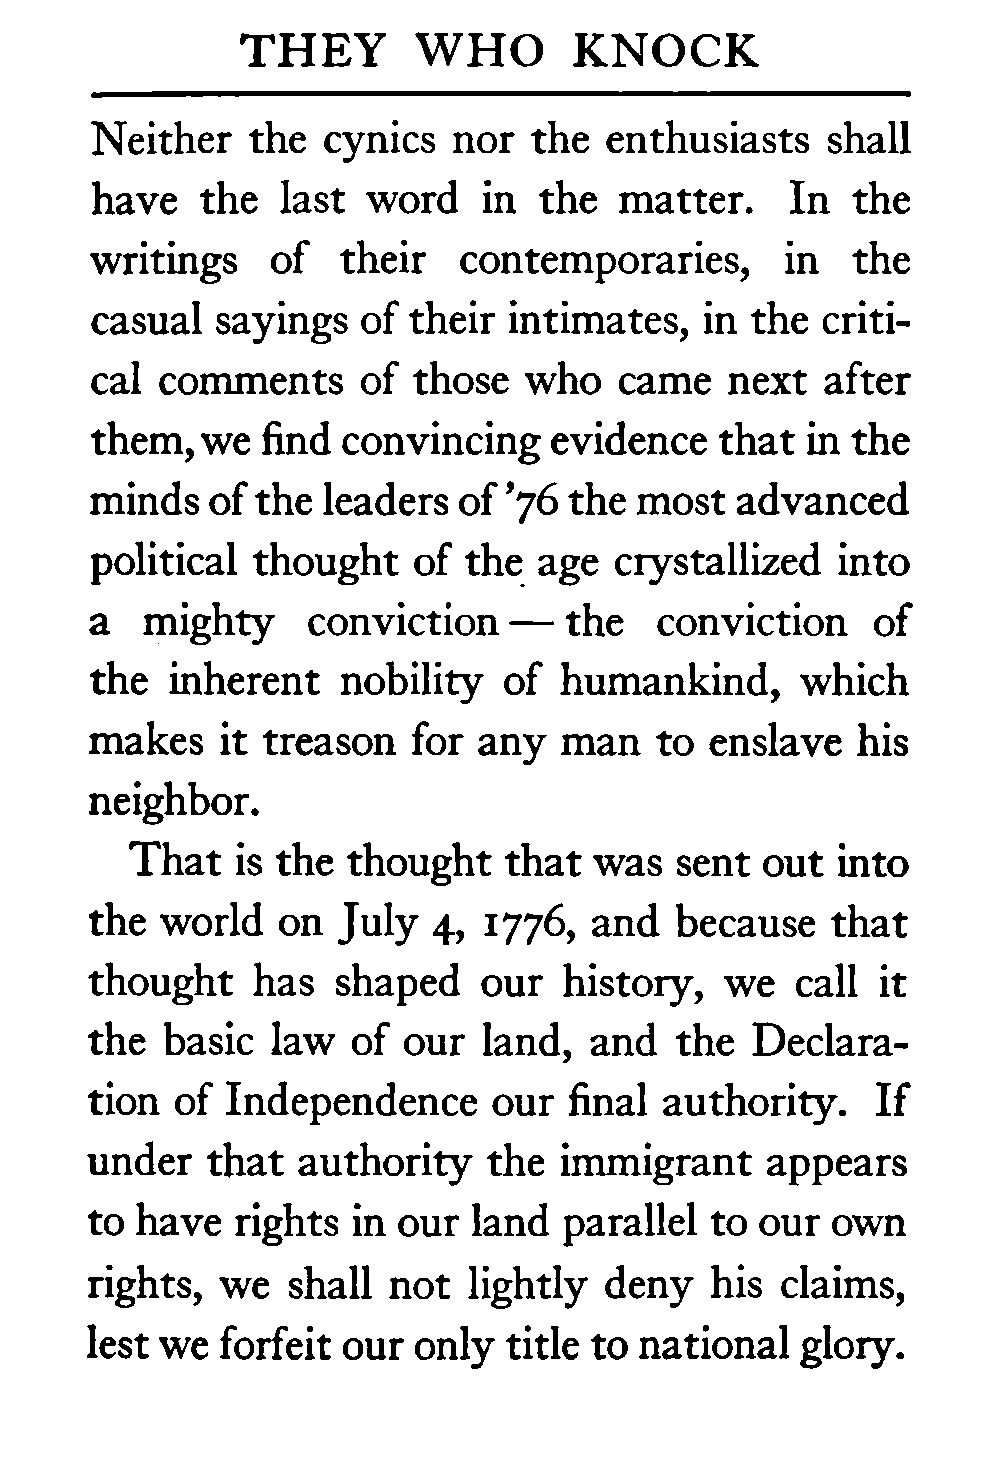 THEY WHO KNOCK
Neither the cynics nor the enthusiasts shall
have the last word in the matter. In the
writings of their contemporaries, in the
casual sayings of their intimates, in the criti-
cal comments of those who came next after
them, we find convincing evidence that in the
minds of the leaders of '76 the most advanced
political thought of the age crystallized into
a mighty conviction — the conviction of
the inherent nobility of humankind, which
makes it treason for any man to enslave his
neighbor.
That is the thought that was sent out into
the world on July 4, 1776, and because that
thought has shaped our history, we call it
the basic law of our land, and the Declara-
tion of Independence our final authority. If
under that authority the immigrant appears
to have rights in our land parallel to our own
rights, we shall not lightly deny his claims,
lest we forfeit our only title to national glory.